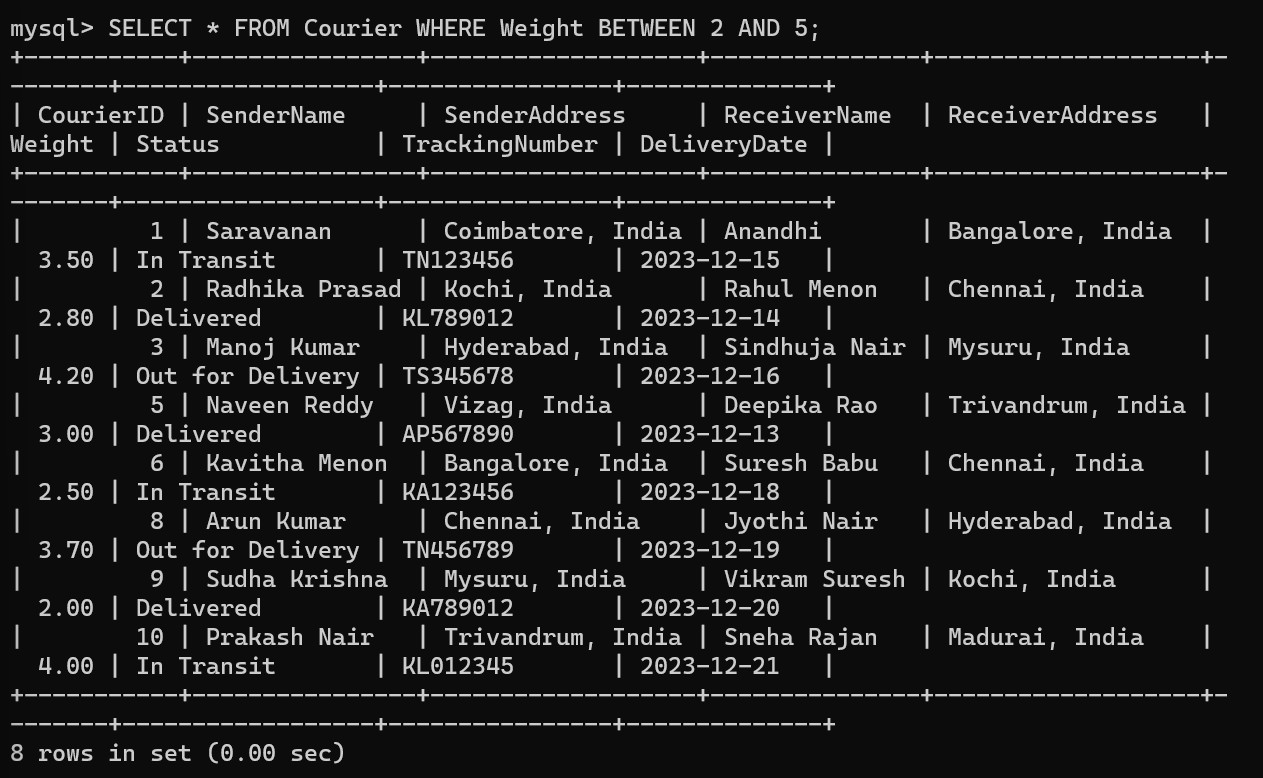 mysql> SELECT * FROM Courier WHERE Weight BETWEEN 2 AND 5;
+-----------+----------------+-------------------+---------------+-------------------+-
-------+------------------+----------------+--------------+
| CourierID | SenderName     | SenderAddress     | ReceiverName  | ReceiverAddress   |
Weight | Status           | TrackingNumber | DeliveryDate |
+-----------+----------------+-------------------+---------------+-------------------+-
-------+------------------+----------------+--------------+
|         1 | Saravanan      | Coimbatore, India | Anandhi       | Bangalore, India  |
  3.50 | In Transit       | TN123456       | 2023-12-15   |
|         2 | Radhika Prasad | Kochi, India      | Rahul Menon   | Chennai, India    |
  2.80 | Delivered        | KL789012       | 2023-12-14   |
|         3 | Manoj Kumar    | Hyderabad, India  | Sindhuja Nair | Mysuru, India     |
  4.20 | Out for Delivery | TS345678       | 2023-12-16   |
|         5 | Naveen Reddy   | Vizag, India      | Deepika Rao   | Trivandrum, India |
  3.00 | Delivered        | AP567890       | 2023-12-13   |
|         6 | Kavitha Menon  | Bangalore, India  | Suresh Babu   | Chennai, India    |
  2.50 | In Transit       | KA123456       | 2023-12-18   |
|         8 | Arun Kumar     | Chennai, India    | Jyothi Nair   | Hyderabad, India  |
  3.70 | Out for Delivery | TN456789       | 2023-12-19   |
|         9 | Sudha Krishna  | Mysuru, India     | Vikram Suresh | Kochi, India      |
  2.00 | Delivered        | KA789012       | 2023-12-20   |
|        10 | Prakash Nair   | Trivandrum, India | Sneha Rajan   | Madurai, India    |
  4.00 | In Transit       | KL012345       | 2023-12-21   |
+-----------+----------------+-------------------+---------------+-------------------+-
-------+------------------+----------------+--------------+
8 rows in set (0.00 sec)